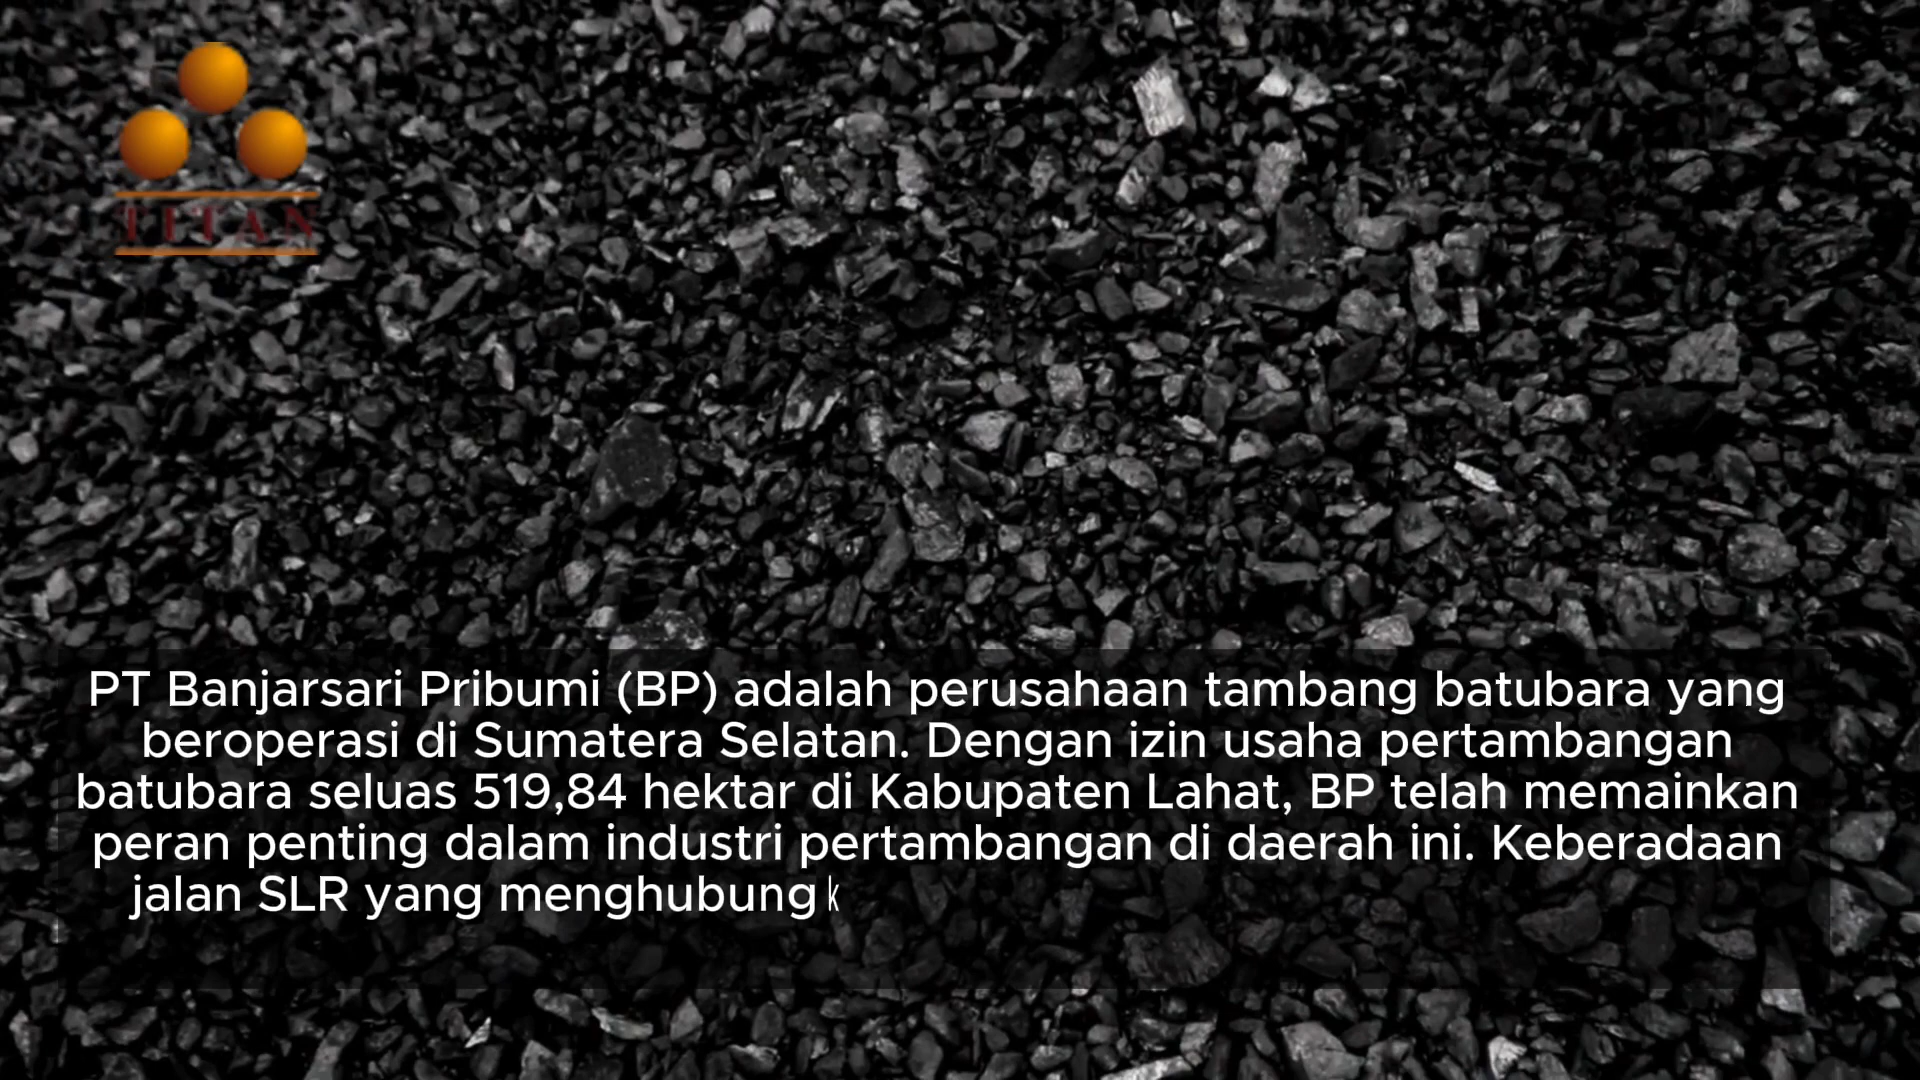 TITAN
PT Banjarsari Pribumi (BP) adalah perusahaan tambang batubara yang
beroperasi di Sumatera Selatan. Dengan izin usaha pertambangan
batubara seluas 519,84 hektar di Kabupaten Lahat, BP telah memainkan
peran penting dalam industri pertambangan di daerah ini. Keberadaan
jalan SLR yang menghubungk